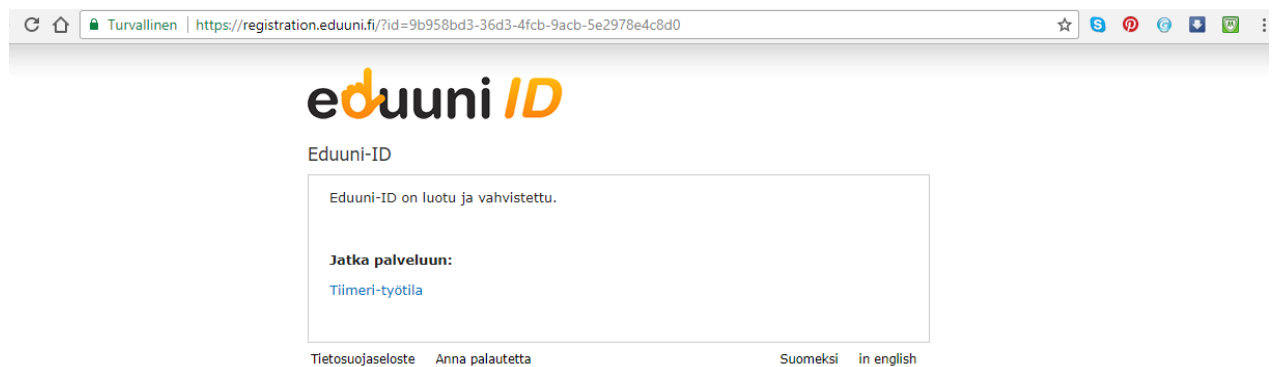 Turvallinen | https://registration.eduuni.fi/?id=9b958bd3-36d3-4fcb-9acb-5e2978e4c8d0
eduuni ID
Eduuni-ID
Eduuni-ID on luotu ja vahvistettu.
Jatka palveluun:
Tiimeri-työtila
Tietosuojaseloste Anna palautetta Suomeksi in english